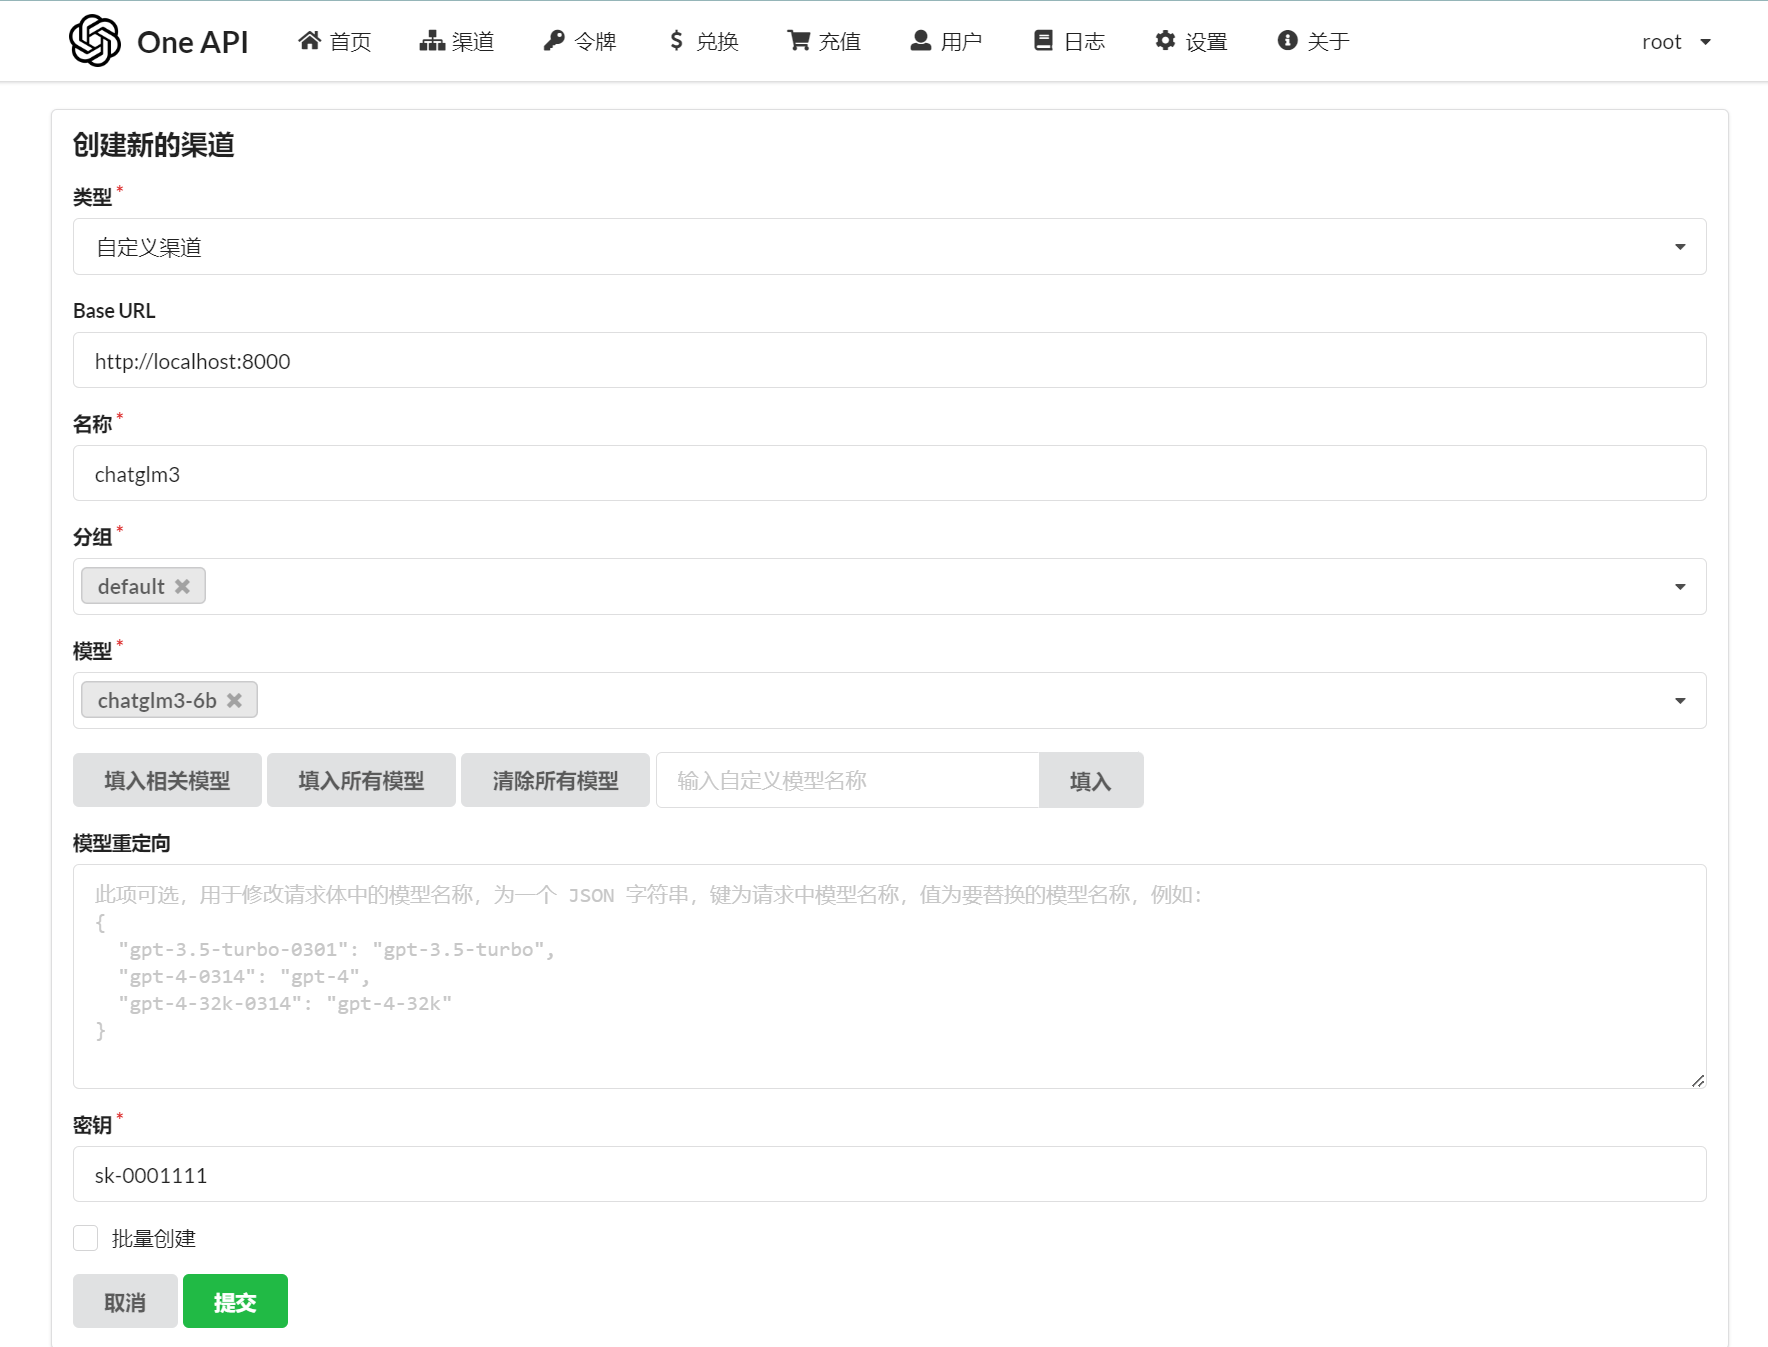 One API 首页 渠道 令牌 兑换 充值 用户 日志 设置 关于 root
创建新的渠道
类型*
自定义渠道
Base URL
http://localhost:8000
名称*
chatglm3
分组*
default
模型*
chatglm3-6b
填入相关模型 填入所有模型 清除所有模型 输入自定义模型名称 填入
模型重定向
此项可选，用于修改请求体中的模型名称，为一个 JSON 字符串，键为请求中模型名称，值为要替换的模型名称，例如：
{
"gpt-3.5-turbo-0301": "gpt-3.5-turbo",
"gpt-4-0314": "gpt-4",
"gpt-4-32k-0314": "gpt-4-32k"
}
密钥*
sk-0001111
批量创建
取消 提交